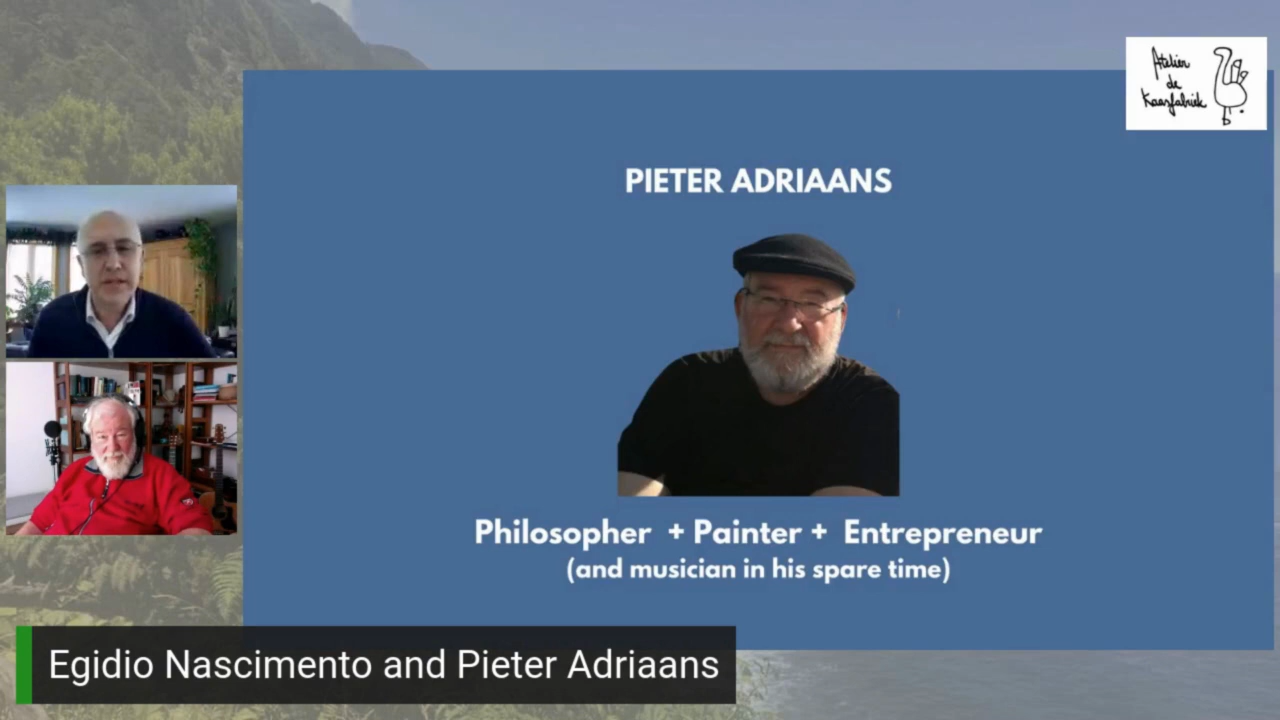 Atelier
de
Kaasfabriek
PIETER ADRIAANS
Philosopher + Painter + Entrepreneur
(and musician in his spare time)
Egidio Nascimento and Pieter Adriaans